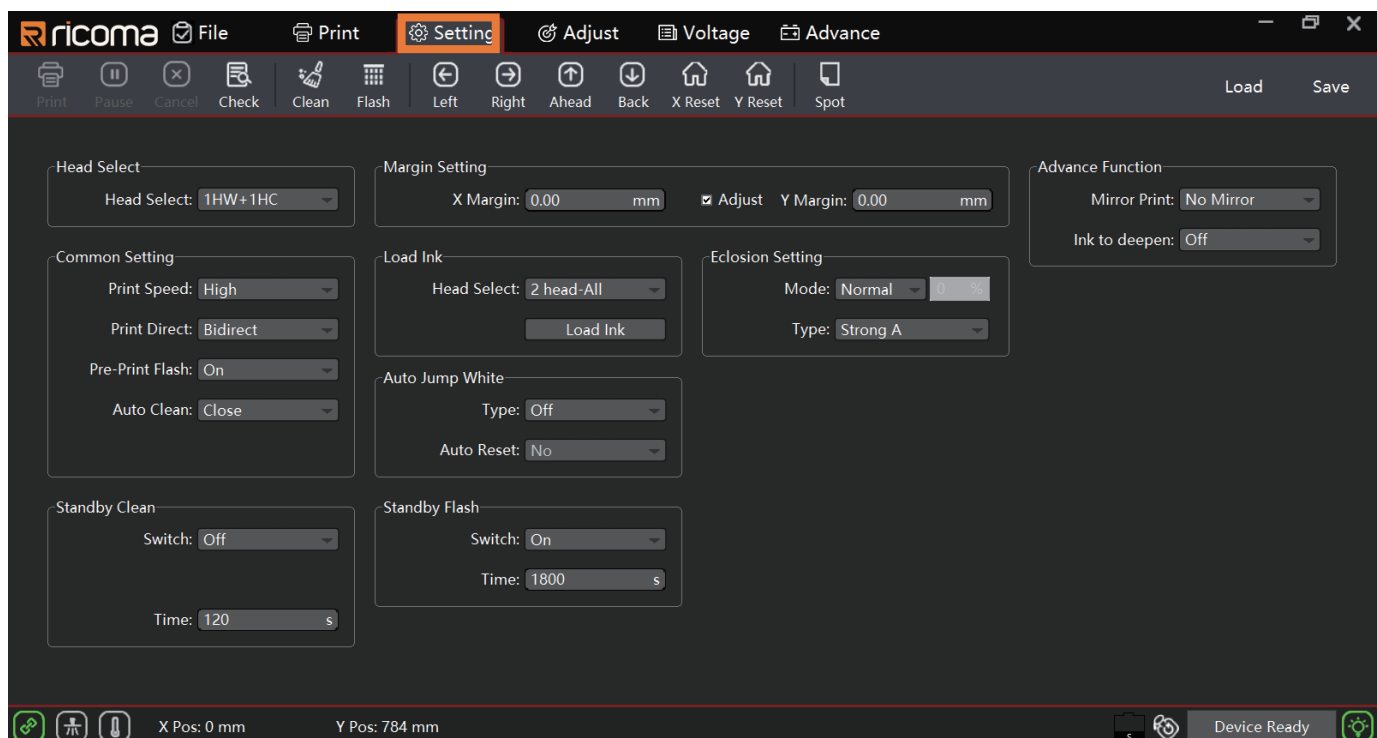 ricoma File Print Setting Adjust Voltage Advance
Print Pause Cancel Check Clean Flash Left Right Ahead Back X Reset Y Reset Spot Load Save
Head Select
Head Select: 1HW+1HC
Margin Setting
X Margin: 0.00 mm Adjust Y Margin: 0.00 mm
Advance Function
Mirror Print: No Mirror
Ink to deepen: Off
Common Setting
Print Speed: High
Print Direct: Bidirect
Pre-Print Flash: On
Auto Clean: Close
Load Ink
Head Select: 2 head-All
Load Ink
Eclosion Setting
Mode: Normal 0 %
Type: Strong A
Auto Jump White
Type: Off
Auto Reset: No
Standby Clean
Switch: Off
Time: 120 s
Standby Flash
Switch: On
Time: 1800 s
X Pos: 0 mm Y Pos: 784 mm s Device Ready